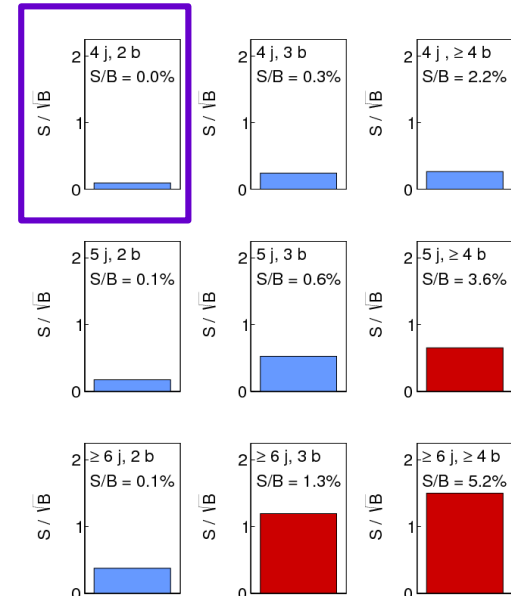 4 j, 2 b
S/B = 0.0%
2
1
0
S / √B
4 j, 3 b
S/B = 0.3%
2
1
0
S / √B
4 j , ≥ 4 b
S/B = 2.2%
2
1
0
S / √B
5 j, 2 b
S/B = 0.1%
2
1
0
S / √B
5 j, 3 b
S/B = 0.6%
2
1
0
S / √B
5 j, ≥ 4 b
S/B = 3.6%
2
1
0
S / √B
≥ 6 j, 2 b
S/B = 0.1%
2
1
0
S / √B
≥ 6 j, 3 b
S/B = 1.3%
2
1
0
S / √B
≥ 6 j, ≥ 4 b
S/B = 5.2%
2
1
0
S / √B